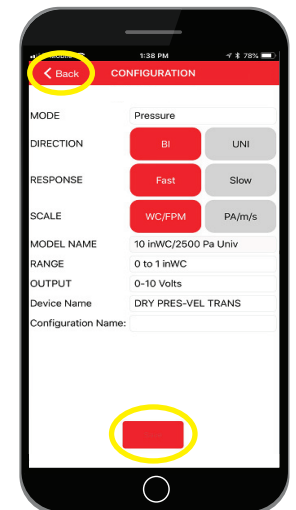 1:38 PM 78%
Back CONFIGURATION
MODE Pressure
DIRECTION BI UNI
RESPONSE Fast Slow
SCALE WC/FPM PA/m/s
MODEL NAME 10 inWC/2500 Pa Univ
RANGE 0 to 1 inWC
OUTPUT 0-10 Volts
Device Name DRY PRES-VEL TRANS
Configuration Name: